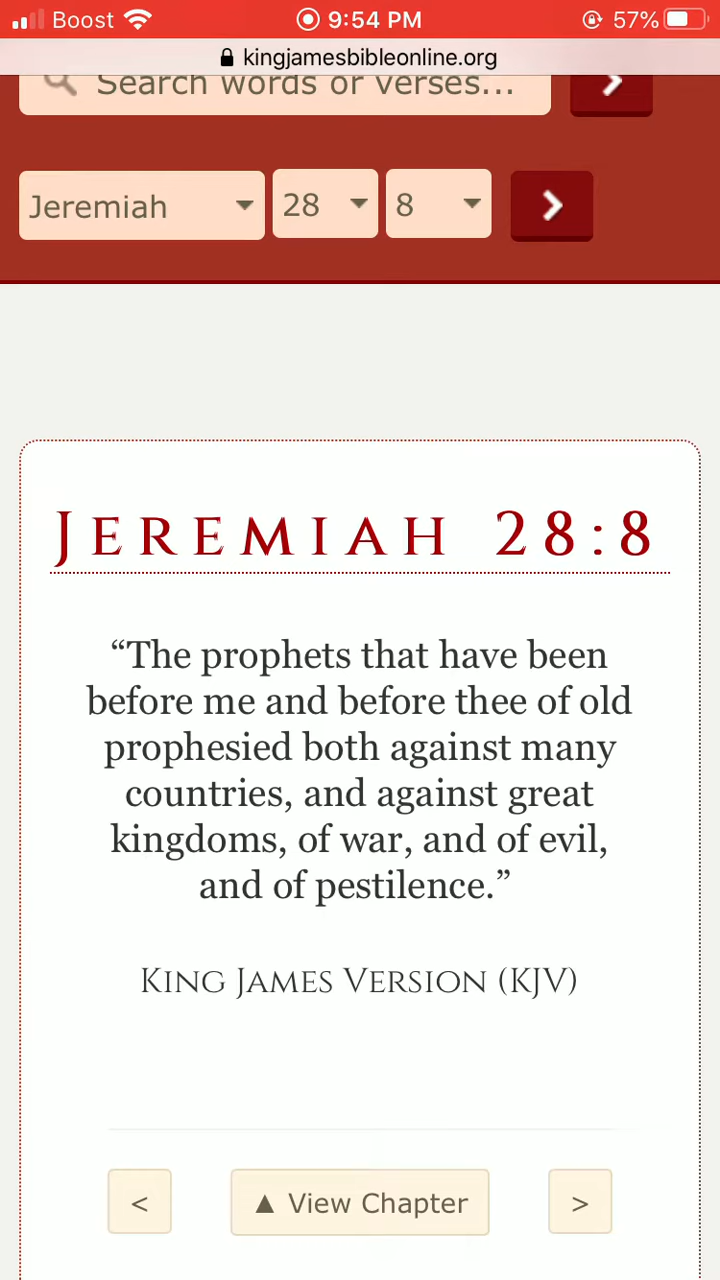 Boost 9:54 PM 57%
kingjamesbibleonline.org
Search words or verses...
Jeremiah 28 8
JEREMIAH 28:8
“The prophets that have been
before me and before thee of old
prophesied both against many
countries, and against great
kingdoms, of war, and of evil,
and of pestilence.”
KING JAMES VERSION (KJV)
< ▲ View Chapter >